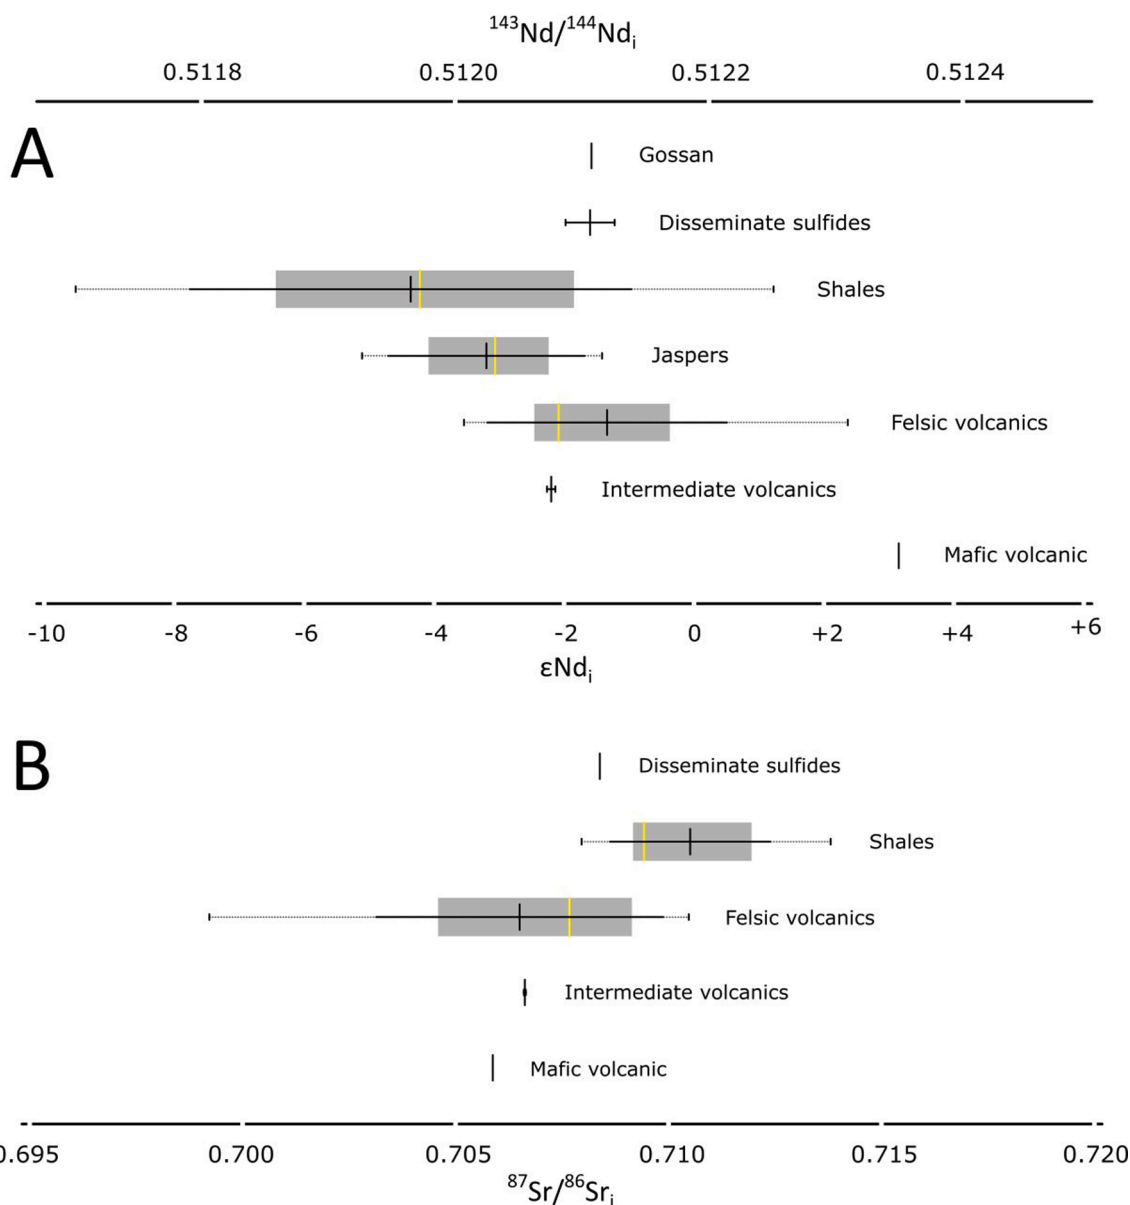 ¹⁴³Nd/¹⁴⁴Ndᵢ
0.5118 0.5120 0.5122 0.5124
A
Gossan
Disseminate sulfides
Shales
Jaspers
Felsic volcanics
Intermediate volcanics
Mafic volcanic
-10 -8 -6 -4 -2 0 +2 +4 +6
εNdᵢ
B
Disseminate sulfides
Shales
Felsic volcanics
Intermediate volcanics
Mafic volcanic
0.695 0.700 0.705 0.710 0.715 0.720
⁸⁷Sr/⁸⁶Srᵢ